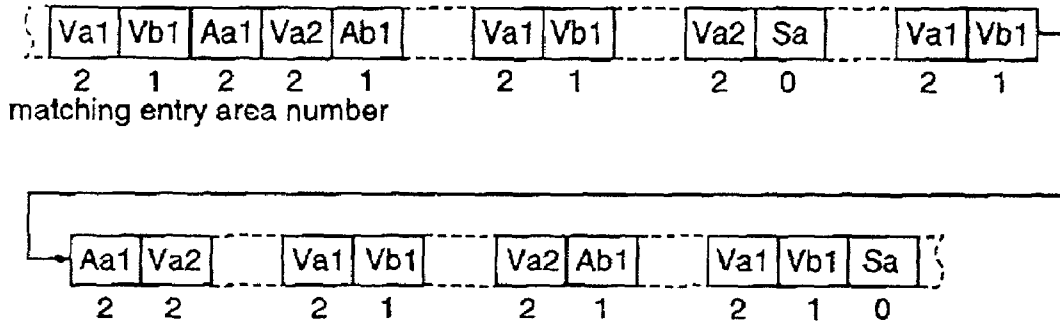 Va1 Vb1 Aa1 Va2 Ab1 Va1 Vb1 Va2 Sa Va1 Vb1
2 1 2 2 1 2 1 2 0 2 1
matching entry area number
Aa1 Va2 Va1 Vb1 Va2 Ab1 Va1 Vb1 Sa
2 2 2 1 2 1 2 1 0